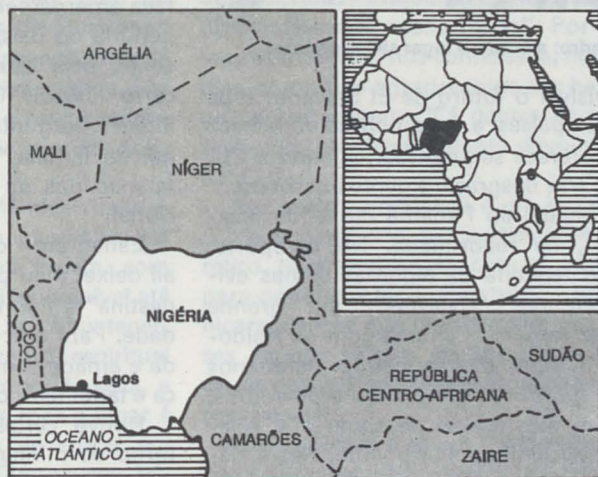 ARGÉLIA
MALI
NÍGER
NIGÉRIA
TOGO
Lagos
OCEANO
ATLÂNTICO
CAMARÕES
REPÚBLICA
CENTRO-AFRICANA
SUDÃO
ZAIRE